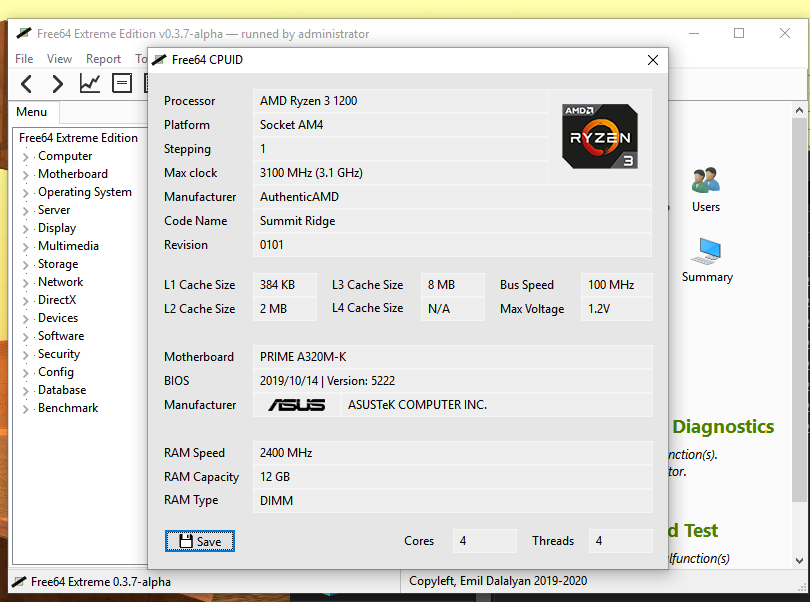 Free64 Extreme Edition v0.3.7-alpha — runned by administrator
File View Report To
Free64 CPUID
Menu
Free64 Extreme Edition
Computer
Motherboard
Operating System
Server
Display
Multimedia
Storage
Network
DirectX
Devices
Software
Security
Config
Database
Benchmark
Processor AMD Ryzen 3 1200
Platform Socket AM4
Stepping 1
Max clock 3100 MHz (3.1 GHz)
Manufacturer AuthenticAMD
Code Name Summit Ridge
Revision 0101
AMD
RYZEN
3
L1 Cache Size 384 KB L3 Cache Size 8 MB Bus Speed 100 MHz
L2 Cache Size 2 MB L4 Cache Size N/A Max Voltage 1.2V
Motherboard PRIME A320M-K
BIOS 2019/10/14 | Version: 5222
Manufacturer ASUS ASUSTeK COMPUTER INC.
RAM Speed 2400 MHz
RAM Capacity 12 GB
RAM Type DIMM
Save Cores 4 Threads 4
Users
Summary
Diagnostics
nction(s).
tor.
d Test
lfunction(s)
Free64 Extreme 0.3.7-alpha
Copyleft, Emil Dalalyan 2019-2020